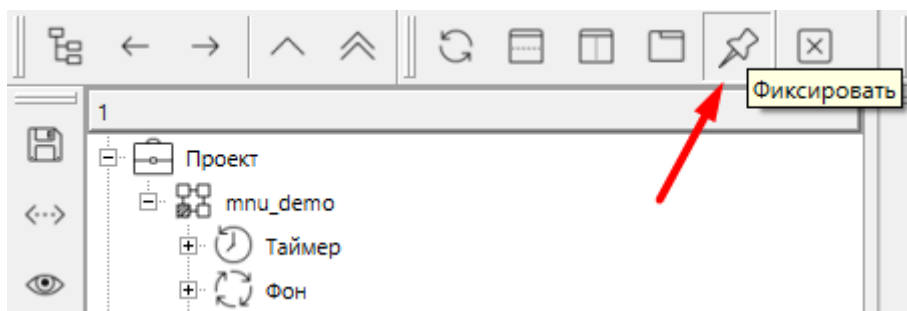 Фиксировать
1
Проект
mnu_demo
Таймер
Фон